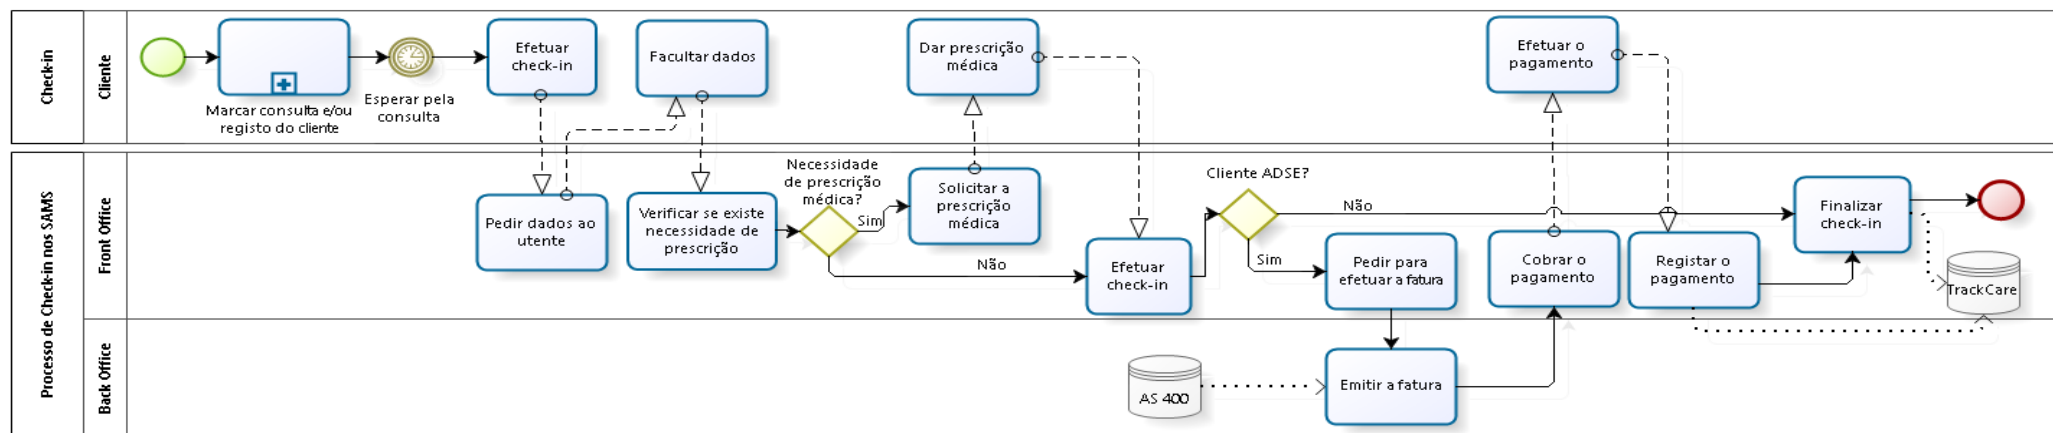 Check-in
Cliente
Marcar consulta e/ou
registo do cliente
Esperar pela
consulta
Efetuar
check-in
Facultar dados
Dar prescrição
médica
Efetuar o
pagamento
Processo de Check-in nos SAMS
Front Office
Pedir dados ao
utente
Verificar se existe
necessidade de
prescrição
Necessidade
de prescrição
médica?
Sim
Não
Solicitar a
prescrição
médica
Efetuar
check-in
Cliente ADSE?
Não
Sim
Pedir para
efetuar a fatura
Cobrar o
pagamento
Registar o
pagamento
Finalizar
check-in
TrackCare
Back Office
AS 400
Emitir a fatura